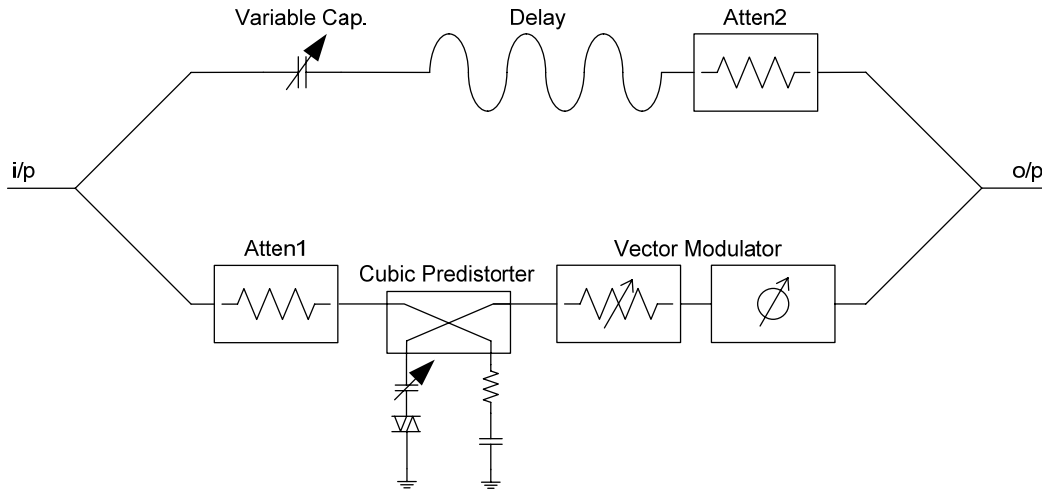 Variable Cap.
Delay
Atten2
i/p
o/p
Atten1
Cubic Predistorter
Vector Modulator